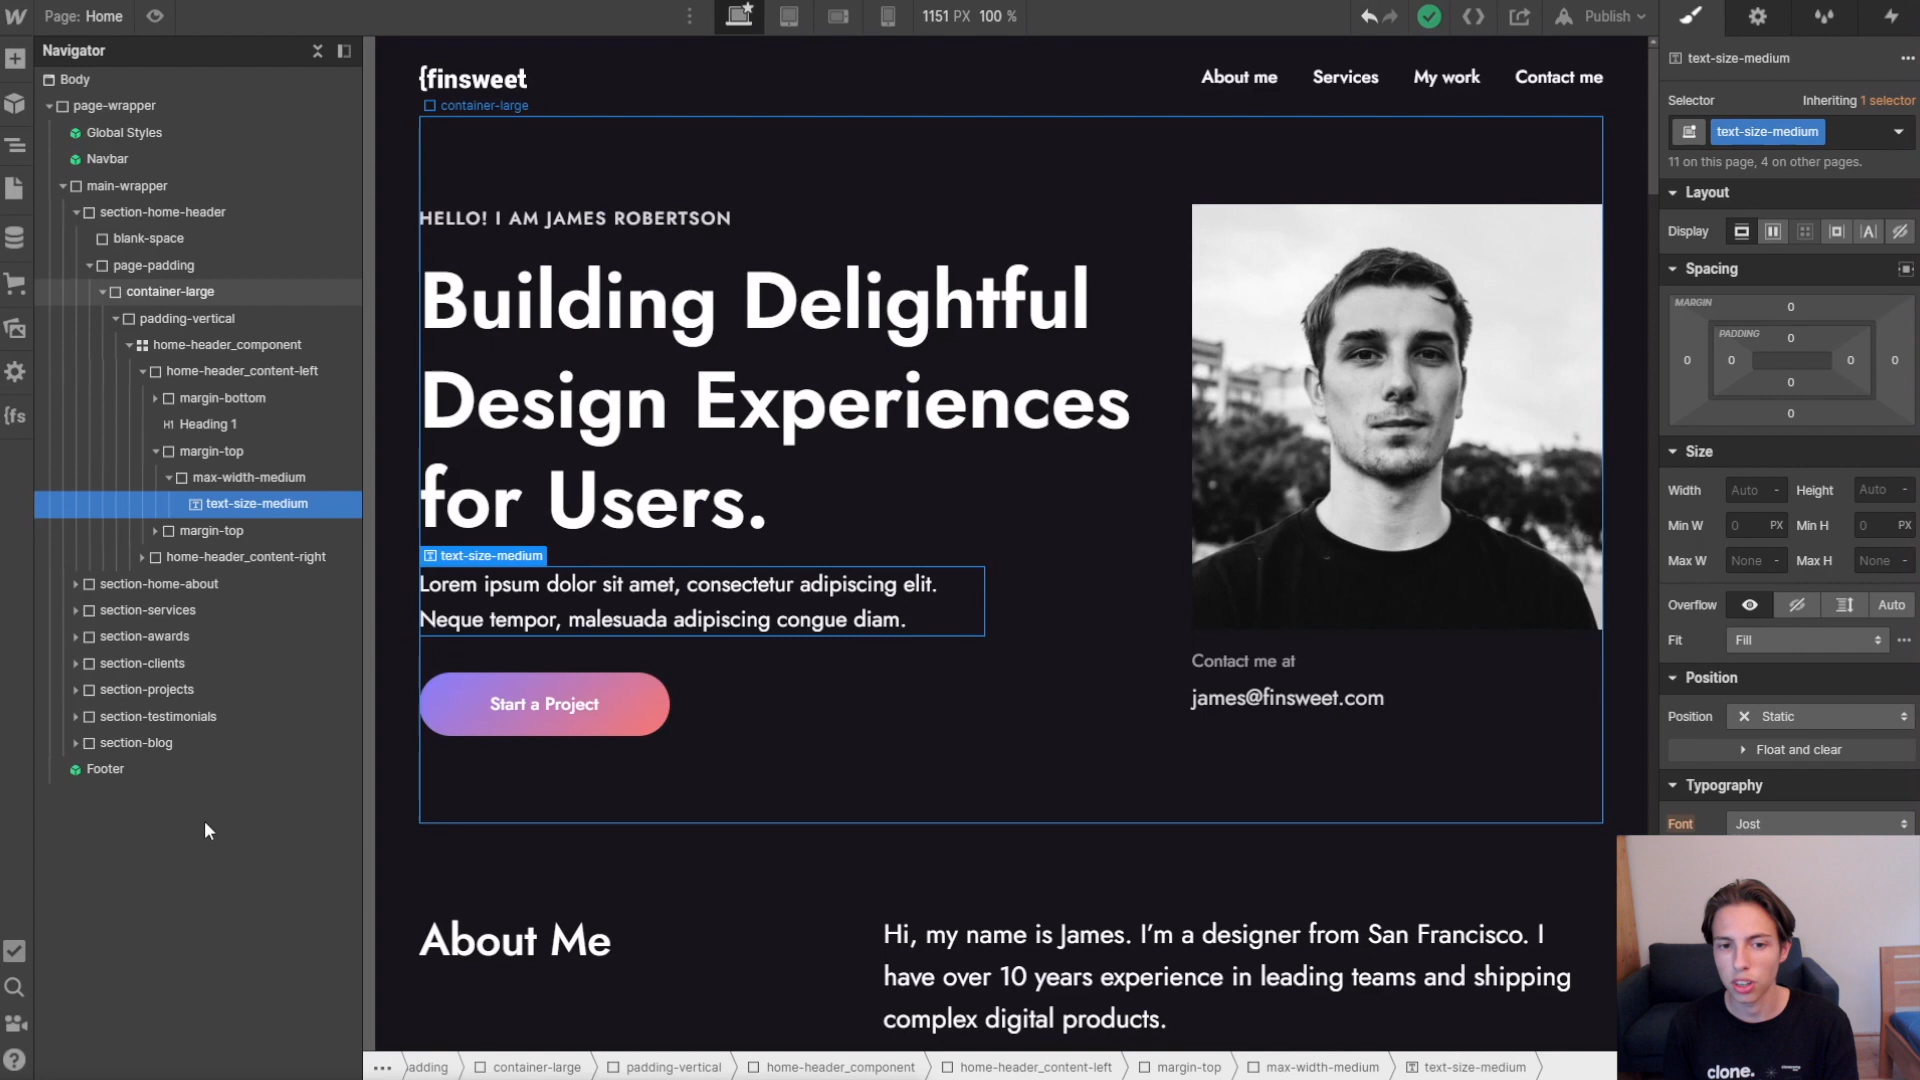 Page: Home
1151 PX 100 %
Publish
Navigator
Body
page-wrapper
Global Styles
Navbar
main-wrapper
section-home-header
blank-space
page-padding
container-large
padding-vertical
home-header_component
home-header_content-left
margin-bottom
H1 Heading 1
margin-top
max-width-medium
text-size-medium
margin-top
home-header_content-right
section-home-about
section-services
section-awards
section-clients
section-projects
section-testimonials
section-blog
Footer
{fs
{finsweet
About me Services My work Contact me
container-large
HELLO! I AM JAMES ROBERTSON
Building Delightful
Design Experiences
for Users.
text-size-medium
Lorem ipsum dolor sit amet, consectetur adipiscing elit.
Neque tempor, malesuada adipiscing congue diam.
Start a Project
Contact me at
james@finsweet.com
About Me
Hi, my name is James. I'm a designer from San Francisco. I
have over 10 years experience in leading teams and shipping
complex digital products.
adding container-large padding-vertical home-header_component home-header_content-left margin-top max-width-medium text-size-medium
text-size-medium
Selector Inheriting 1 selector
text-size-medium
11 on this page, 4 on other pages.
Layout
Display
Spacing
MARGIN
0
PADDING
0
0 0 0 0
0
0
Size
Width Auto - Height Auto -
Min W 0 PX Min H 0 PX
Max W None - Max H None -
Overflow Auto
Fit Fill
Position
Position Static
Float and clear
Typography
Font Jost
clone.